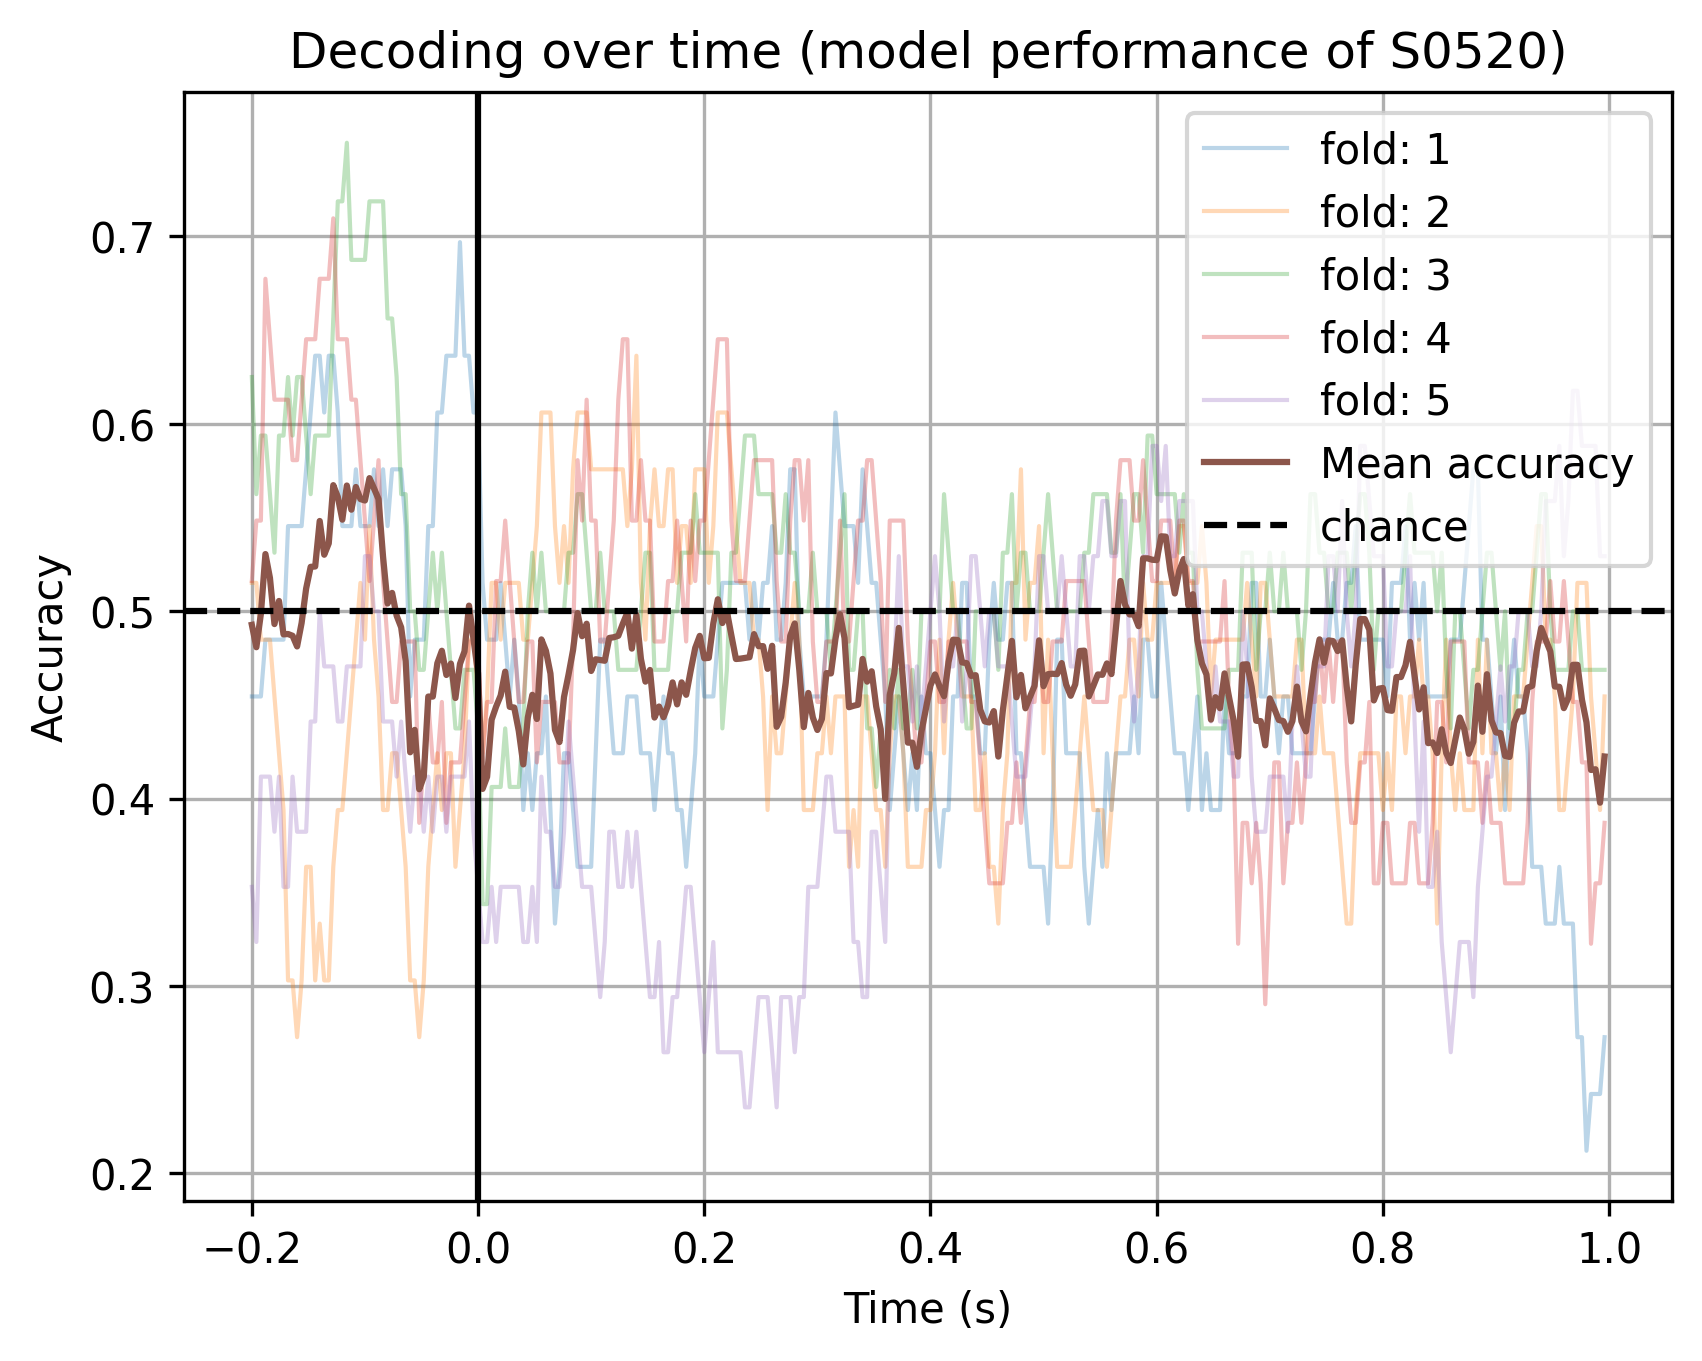 Decoding over time (model performance of S0520)
Accuracy
0.7
0.6
0.5
0.4
0.3
0.2
fold: 1
fold: 2
fold: 3
fold: 4
fold: 5
Mean accuracy
chance
−0.2 0.0 0.2 0.4 0.6 0.8 1.0
Time (s)